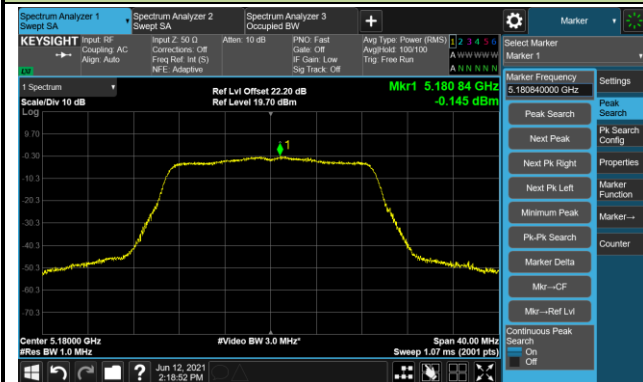 Spectrum Analyzer 1
Swept SA
Spectrum Analyzer 2
Swept SA
Spectrum Analyzer 3
Occupied BW
Marker
KEYSIGHT
Input: RF
Coupling: AC
Align: Auto
Input Z: 50 Ω
Corrections: Off
Freq Ref: Int (S)
NFE: Adaptive
Atten: 10 dB
PNO: Fast
Gate: Off
IF Gain: Low
Sig Track: Off
Avg Type: Power (RMS)
Avg|Hold: 100/100
Trig: Free Run
1 2 3 4 5 6
A W W W W W
A N N N N N
Select Marker
Marker 1
1 Spectrum
Scale/Div 10 dB
Log
Ref Lvl Offset 22.20 dB
Ref Level 19.70 dBm
Mkr1 5.180 84 GHz
-0.145 dBm
9.70
-0.30
-10.3
-20.3
-30.3
-40.3
-50.3
-60.3
-70.3
1
Center 5.18000 GHz
#Res BW 1.0 MHz
#Video BW 3.0 MHz*
Span 40.00 MHz
Sweep 1.07 ms (2001 pts)
Marker Frequency
5.180840000 GHz
Peak Search
Next Peak
Next Pk Right
Next Pk Left
Minimum Peak
Pk-Pk Search
Marker Delta
Mkr→CF
Mkr→Ref Lvl
Continuous Peak
Search
On
Off
Settings
Peak
Search
Pk Search
Config
Properties
Marker
Function
Marker→
Counter
Jun 12, 2021
2:18:52 PM